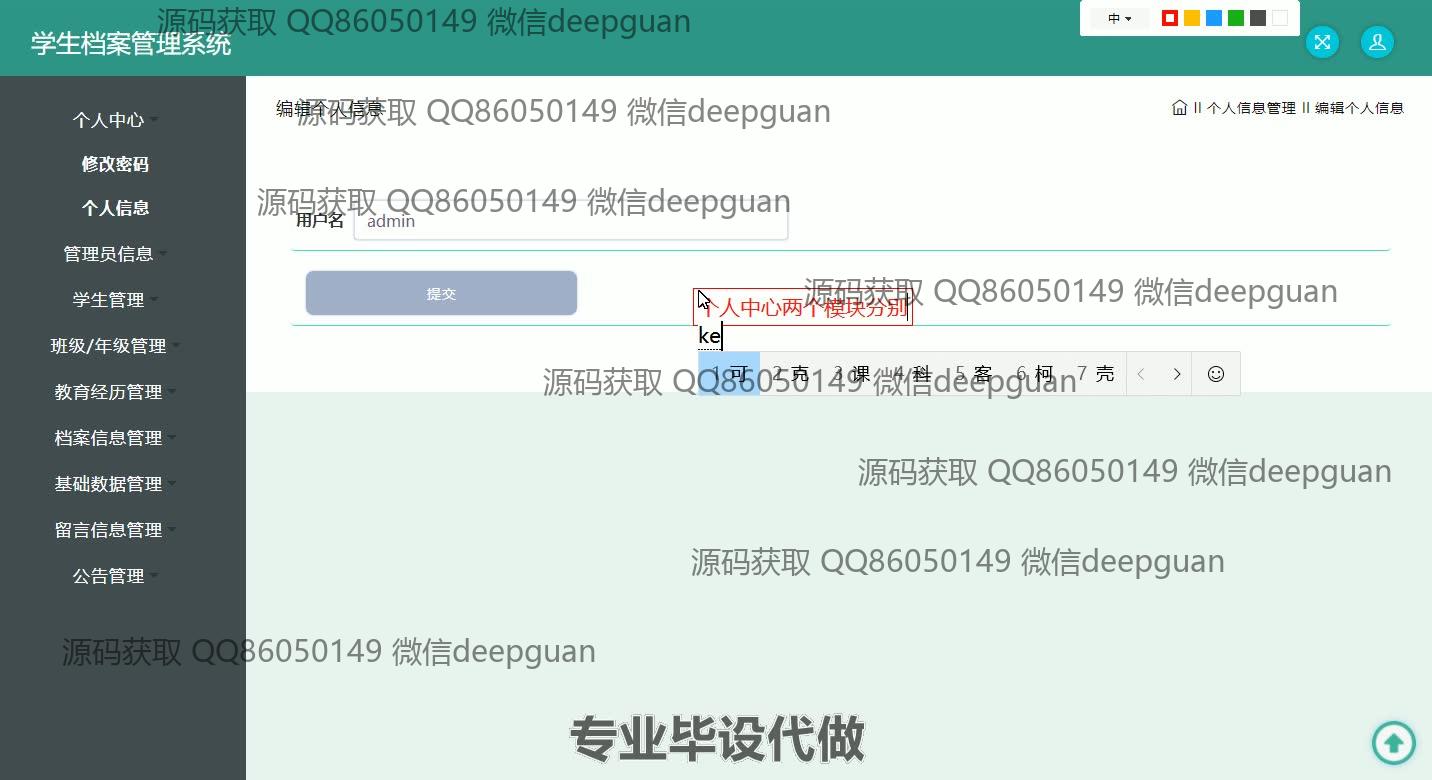 源码获取 QQ86050149 微信deepguan
学生档案管理系统
中
个人中心
修改密码
个人信息
管理员信息
学生管理
班级/年级管理
教育经历管理
档案信息管理
基础数据管理
留言信息管理
公告管理
编辑个人信息
源码获取 QQ86050149 微信deepguan
II 个人信息管理 II 编辑个人信息
源码获取 QQ86050149 微信deepguan
用户名 admin
提交
源码获取 QQ86050149 微信deepguan
个人中心两个模块分别
ke
1 可 2 克 3 课 4 科 5 客 6 柯 7 壳
源码获取 QQ86050149 微信deepguan
源码获取 QQ86050149 微信deepguan
源码获取 QQ86050149 微信deepguan
源码获取 QQ86050149 微信deepguan
专业毕设代做